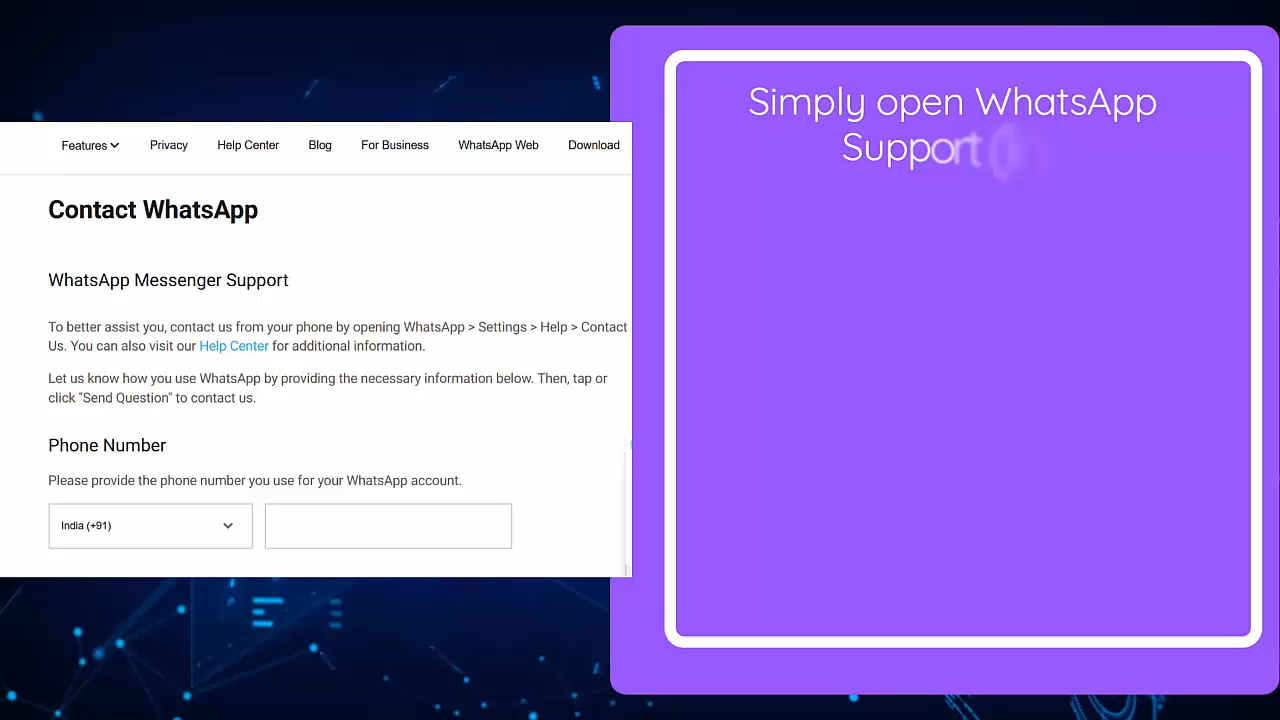 Features
Privacy
Help Center
Blog
For Business
WhatsApp Web
Download
Contact WhatsApp
WhatsApp Messenger Support
To better assist you, contact us from your phone by opening WhatsApp > Settings > Help > Contact
Us. You can also visit our Help Center for additional information.
Let us know how you use WhatsApp by providing the necessary information below. Then, tap or
click "Send Question" to contact us.
Phone Number
Please provide the phone number you use for your WhatsApp account.
India (+91)
Simply open WhatsApp
Support